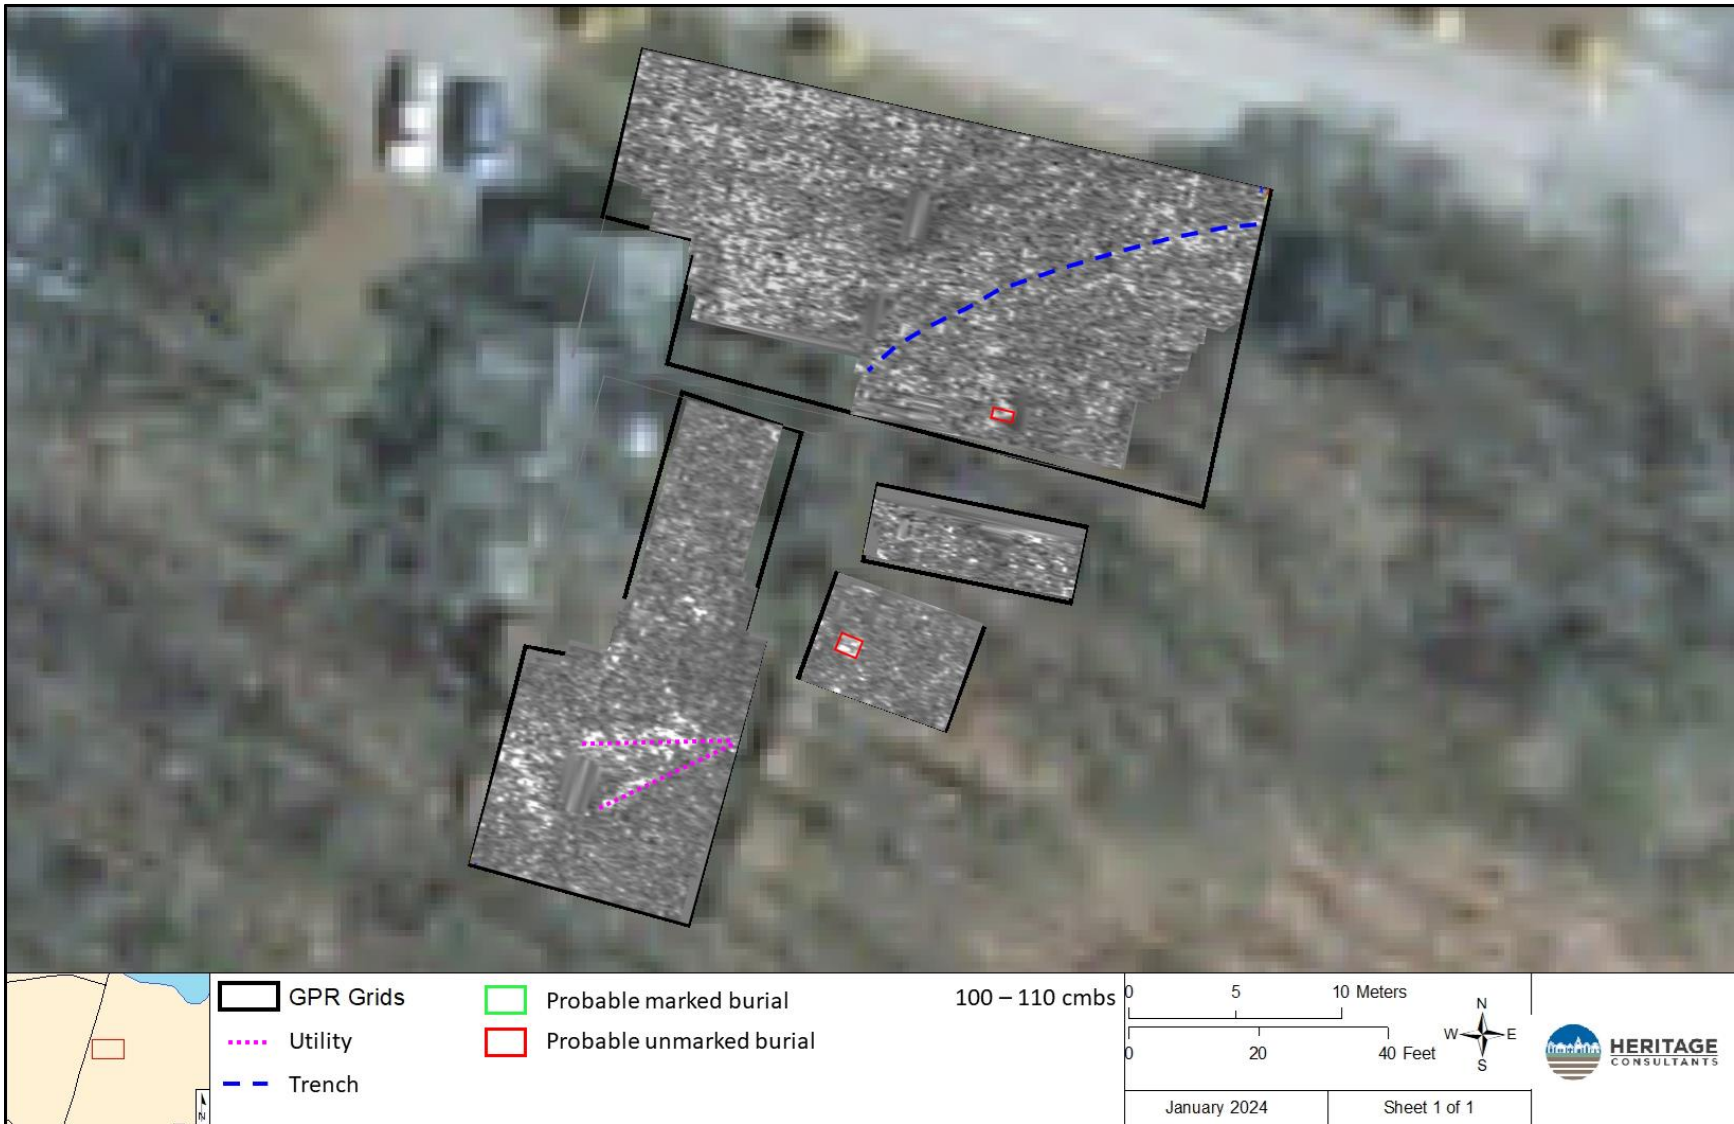 GPR Grids
Utility
Trench
Probable marked burial
Probable unmarked burial
100 – 110 cmbs
0 5 10 Meters
0 20 40 Feet
N
W E
S
N
January 2024
Sheet 1 of 1
HERITAGE
CONSULTANTS